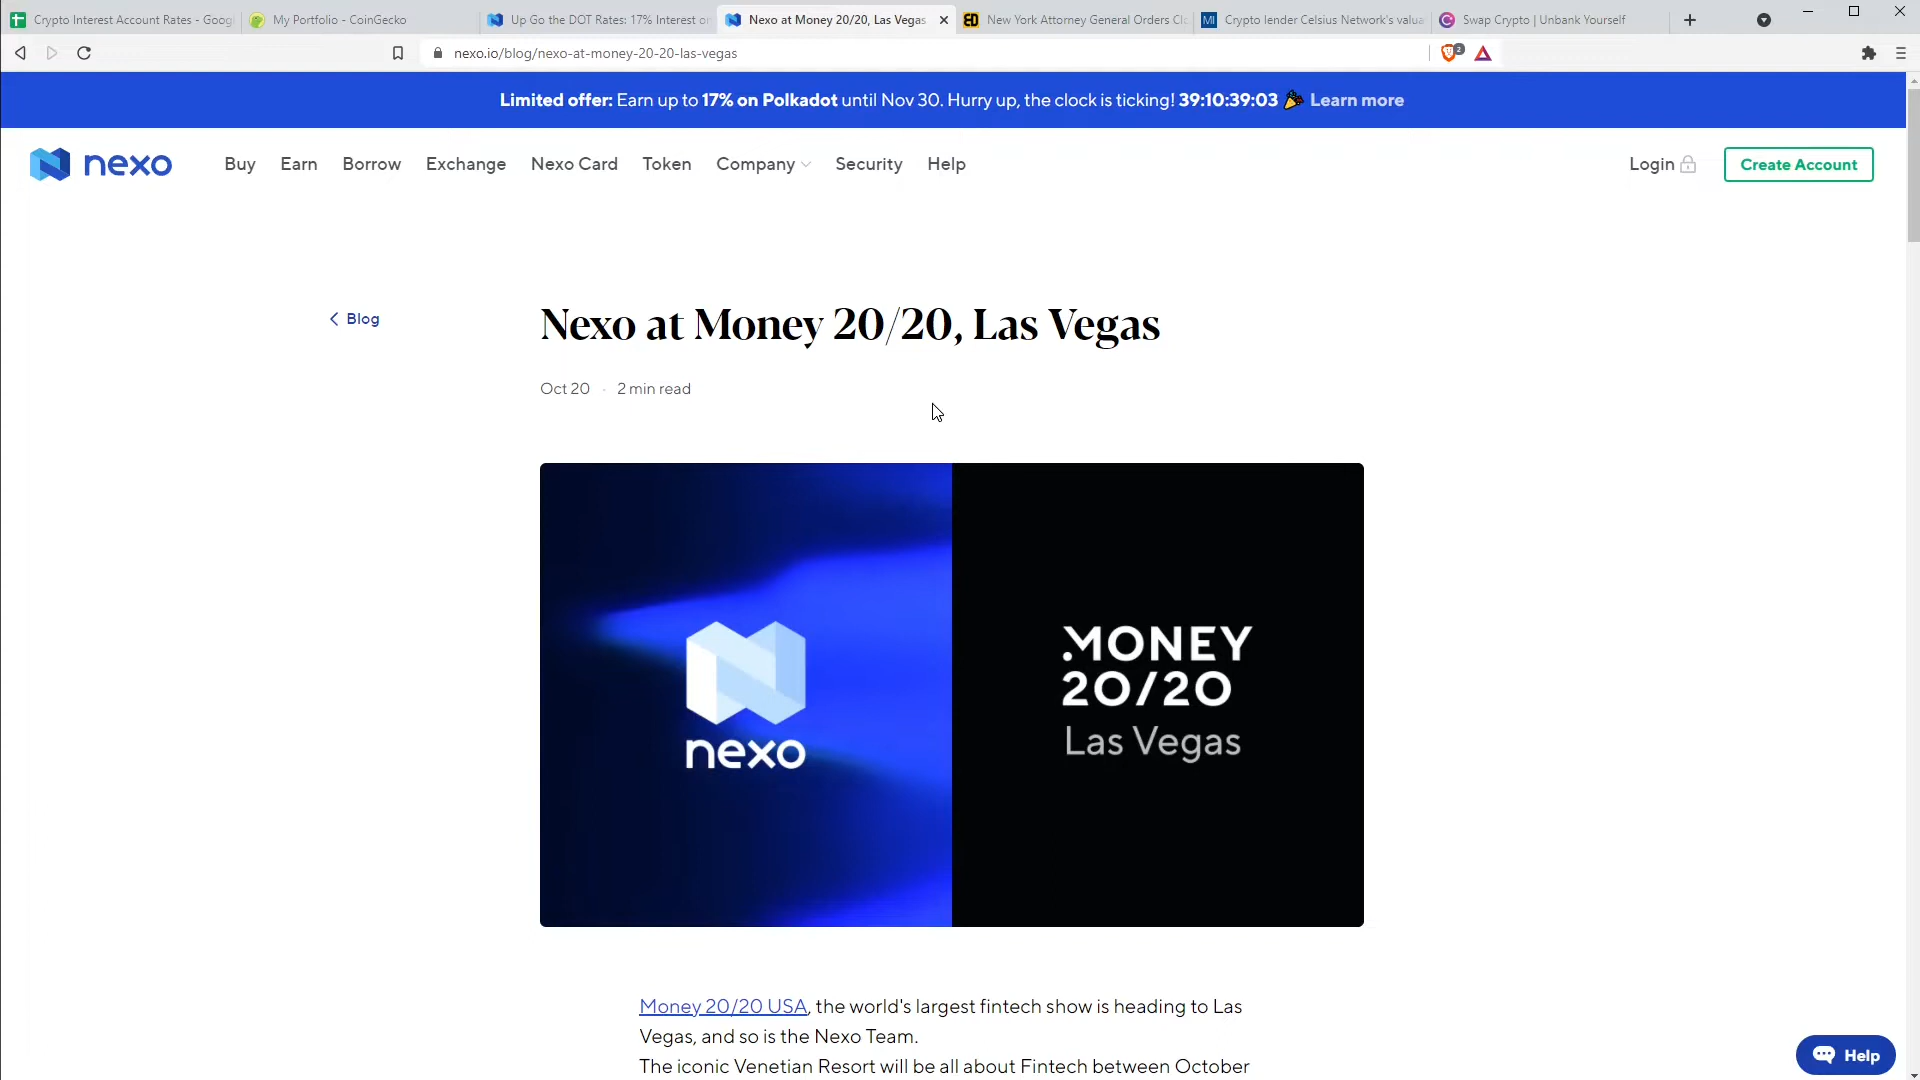 Crypto Interest Account Rates - Googl
My Portfolio - CoinGecko
Up Go the DOT Rates: 17% Interest on
Nexo at Money 20/20, Las Vegas
New York Attorney General Orders Cl
Crypto lender Celsius Network's valua
Swap Crypto | Unbank Yourself
nexo.io/blog/nexo-at-money-20-20-las-vegas
2
Limited offer: Earn up to 17% on Polkadot until Nov 30. Hurry up, the clock is ticking! 39:10:39:03 Learn more
nexo
Buy
Earn
Borrow
Exchange
Nexo Card
Token
Company
Security
Help
Login
Create Account
Blog
Nexo at Money 20/20, Las Vegas
Oct 20 · 2 min read
nexo
MONEY
20/20
Las Vegas
Money 20/20 USA, the world's largest fintech show is heading to Las
Vegas, and so is the Nexo Team.
The iconic Venetian Resort will be all about Fintech between October
Help